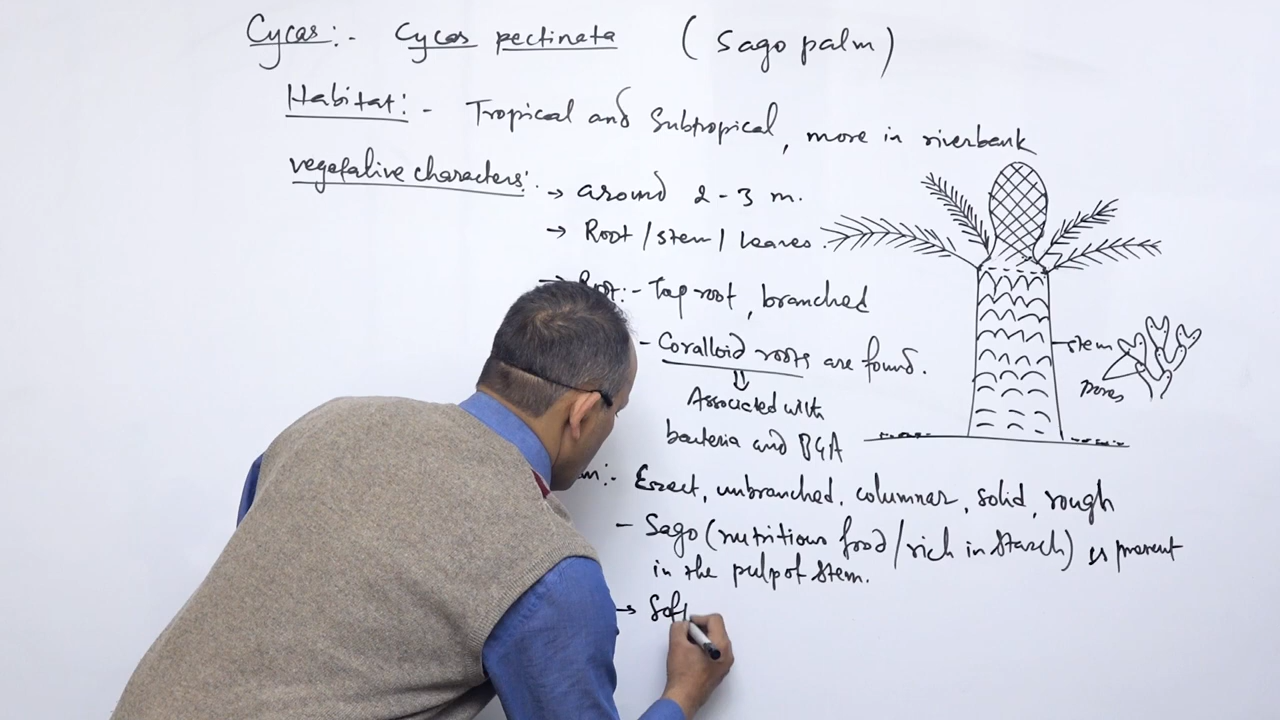 Cycas:- Cycas pectinata (Sago palm)
Habitat:- Tropical and Subtropical, more in riverbank
vegetative characters:- → around 2-3 m.
→ Root / stem / leaves.
→ Root:- Tap root, branched
- Coralloid roots are found.
⇓
Associated with
bacteria and BGA
:- Erect, unbranched, columnar, solid, rough
- Sago (nutritious food / rich in starch) is present
in the pulp of stem.
→ Sof
stem
pores